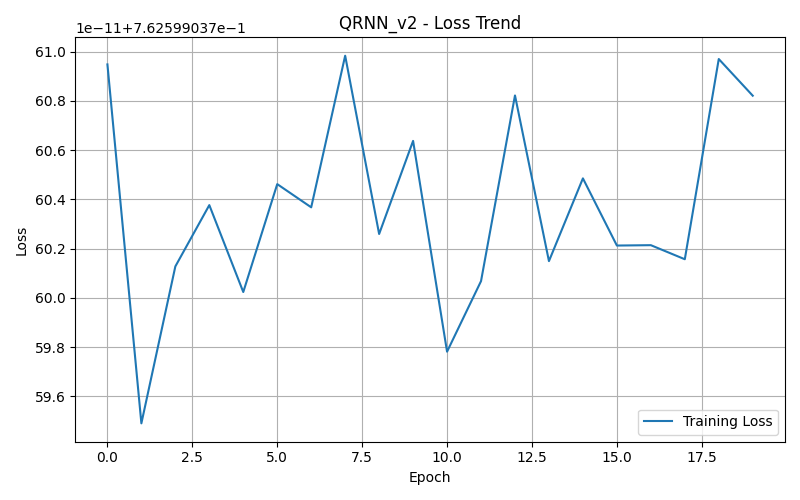 QRNN_v2 - Loss Trend
1e−11+7.62599037e−1
61.0
60.8
60.6
60.4
60.2
60.0
59.8
59.6
Loss
0.0 2.5 5.0 7.5 10.0 12.5 15.0 17.5
Epoch
Training Loss